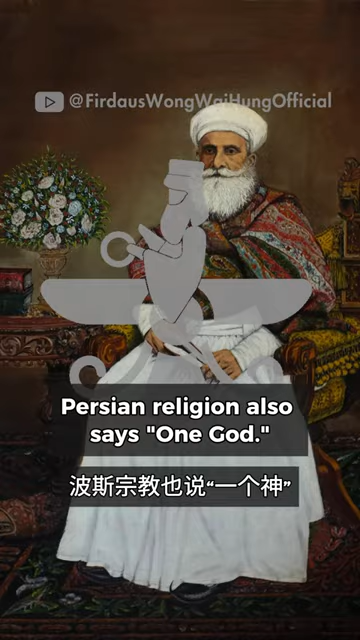 @FirdausWongWaiHungOfficial
Persian religion also
says "One God."
波斯宗教也说“一个神”